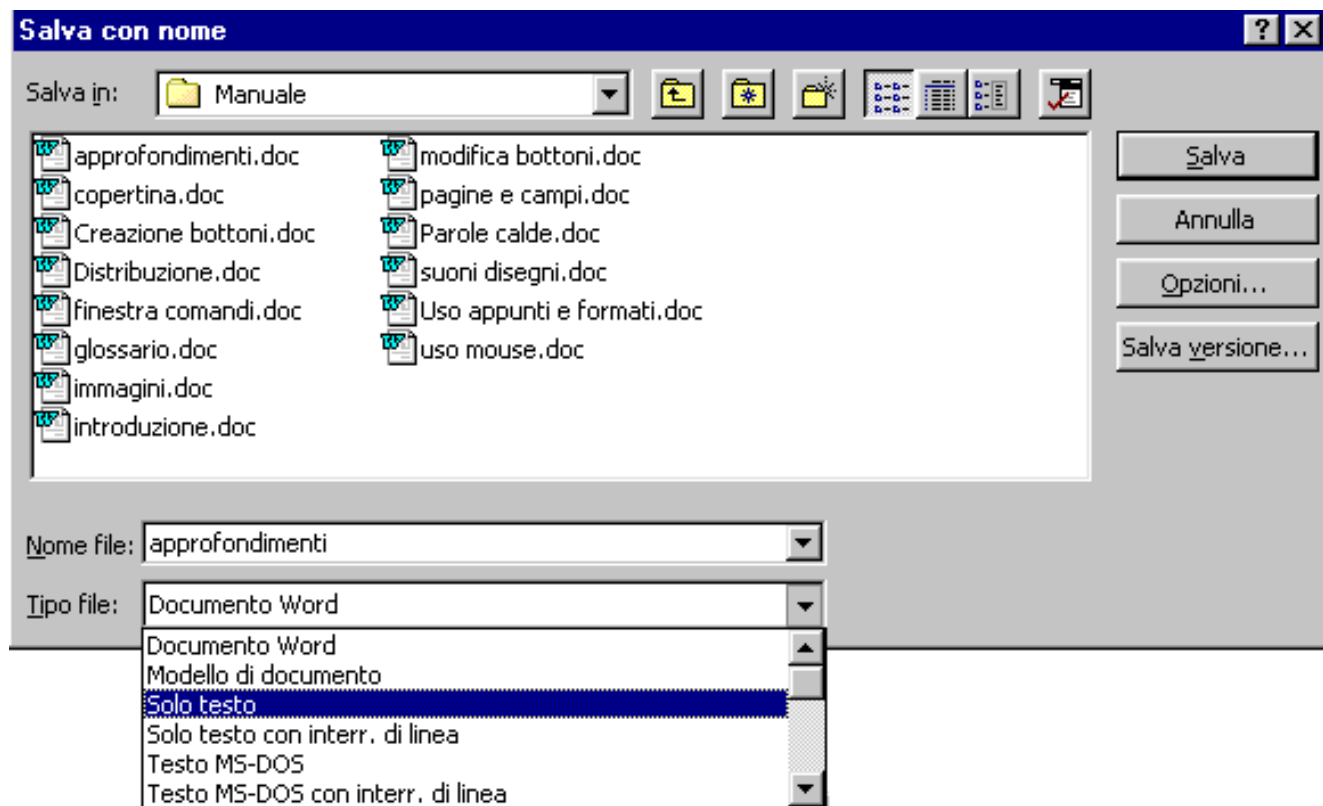 Salva con nome
Salva in: Manuale
approfondimenti.doc
copertina.doc
Creazione bottoni.doc
Distribuzione.doc
finestra comandi.doc
glossario.doc
immagini.doc
introduzione.doc
modifica bottoni.doc
pagine e campi.doc
Parole calde.doc
suoni disegni.doc
Uso appunti e formati.doc
uso mouse.doc
Salva
Annulla
Opzioni...
Salva versione...
Nome file: approfondimenti
Tipo file: Documento Word
Documento Word
Modello di documento
Solo testo
Solo testo con interr. di linea
Testo MS-DOS
Testo MS-DOS con interr. di linea